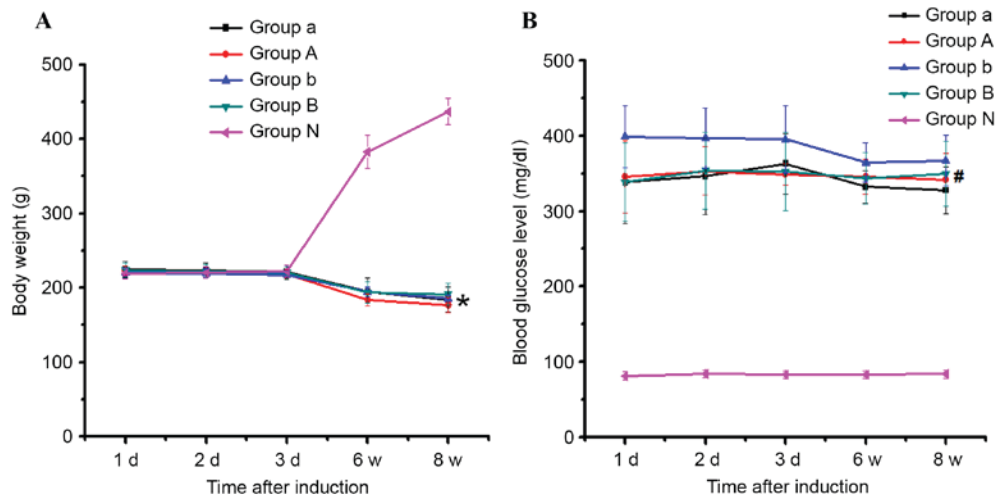 A
Group a
Group A
Group b
Group B
Group N
500
400
300
200
100
0
Body weight (g)
1 d 2 d 3 d 6 w 8 w
Time after induction
*
B
Group a
Group A
Group b
Group B
Group N
500
400
300
200
100
0
Blood glucose level (mg/dl)
1 d 2 d 3 d 6 w 8 w
Time after induction
#